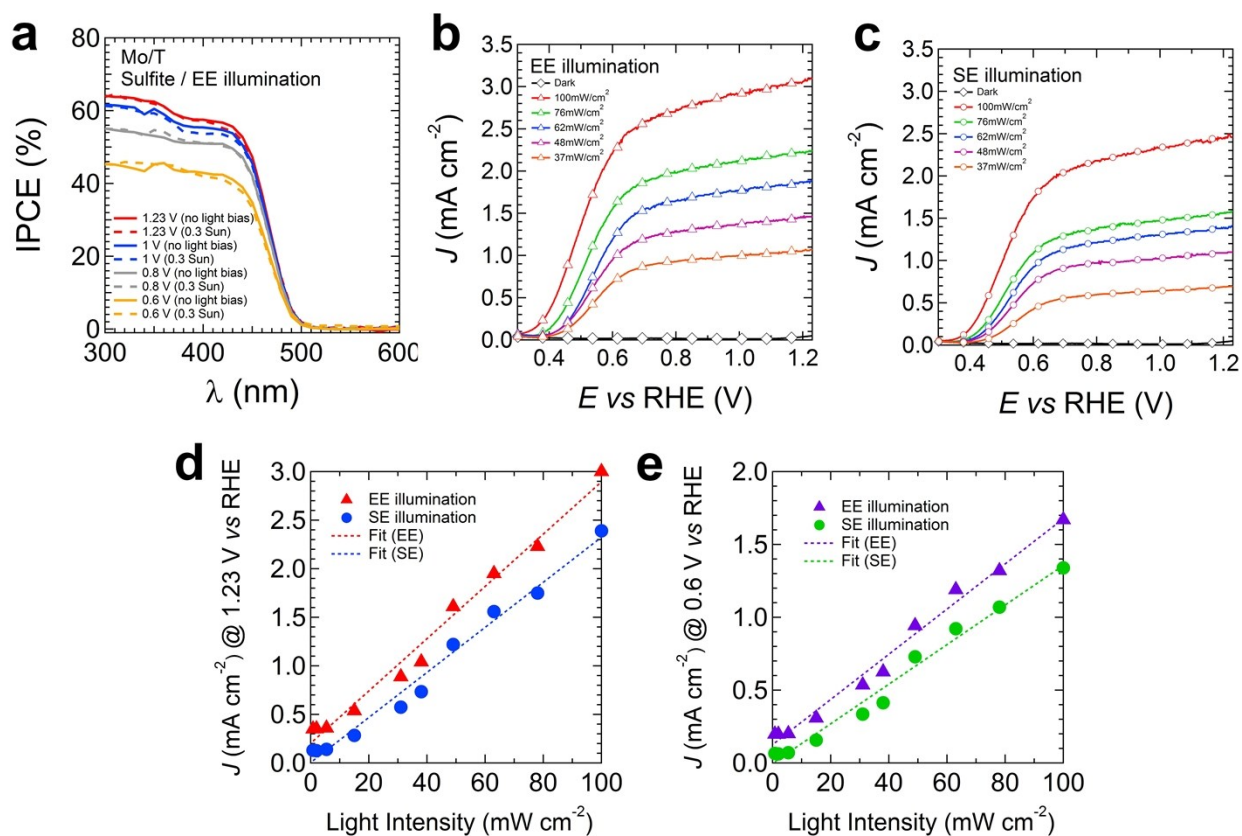 a
Mo/T
Sulfite / EE illumination
1.23 V (no light bias)
1.23 V (0.3 Sun)
1 V (no light bias)
1 V (0.3 Sun)
0.8 V (no light bias)
0.8 V (0.3 Sun)
0.6 V (no light bias)
0.6 V (0.3 Sun)
IPCE (%)
80
60
40
20
0
300
400
500
600
λ (nm)
b
EE illumination
Dark
100mW/cm²
76mW/cm²
62mW/cm²
48mW/cm²
37mW/cm²
J (mA cm⁻²)
3.5
3.0
2.5
2.0
1.5
1.0
0.5
0.0
0.4
0.6
0.8
1.0
1.2
E vs RHE (V)
c
SE illumination
Dark
100mW/cm²
76mW/cm²
62mW/cm²
48mW/cm²
37mW/cm²
J (mA cm⁻²)
3.5
3.0
2.5
2.0
1.5
1.0
0.5
0.0
0.4
0.6
0.8
1.0
1.2
E vs RHE (V)
d
EE illumination
SE illumination
Fit (EE)
Fit (SE)
J (mA cm⁻²) @ 1.23 V vs RHE
3.0
2.5
2.0
1.5
1.0
0.5
0.0
0
20
40
60
80
100
Light Intensity (mW cm⁻²)
e
EE illumination
SE illumination
Fit (EE)
Fit (SE)
J (mA cm⁻²) @ 0.6 V vs RHE
2.0
1.5
1.0
0.5
0.0
0
20
40
60
80
100
Light Intensity (mW cm⁻²)